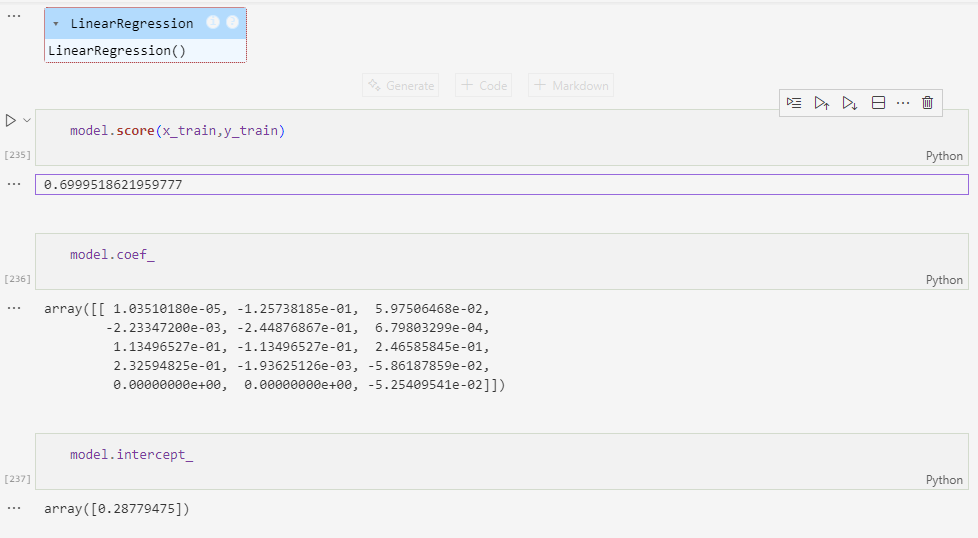 LinearRegression
LinearRegression()
Generate
Code
Markdown
model.score(x_train,y_train)
[235]
Python
0.6999518621959777
model.coef_
[236]
Python
array([[ 1.03510180e-05, -1.25738185e-01,  5.97506468e-02,
-2.23347200e-03, -2.44876867e-01,  6.79803299e-04,
1.13496527e-01, -1.13496527e-01,  2.46585845e-01,
2.32594825e-01, -1.93625126e-03, -5.86187859e-02,
0.00000000e+00,  0.00000000e+00, -5.25409541e-02]])
model.intercept_
[237]
Python
array([0.28779475])